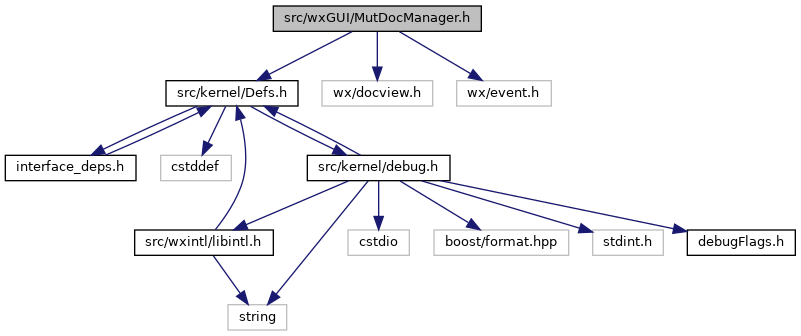 src/wxGUI/MutDocManager.h
src/kernel/Defs.h
wx/docview.h
wx/event.h
interface_deps.h
cstddef
src/kernel/debug.h
src/wxintl/libintl.h
cstdio
boost/format.hpp
stdint.h
debugFlags.h
string